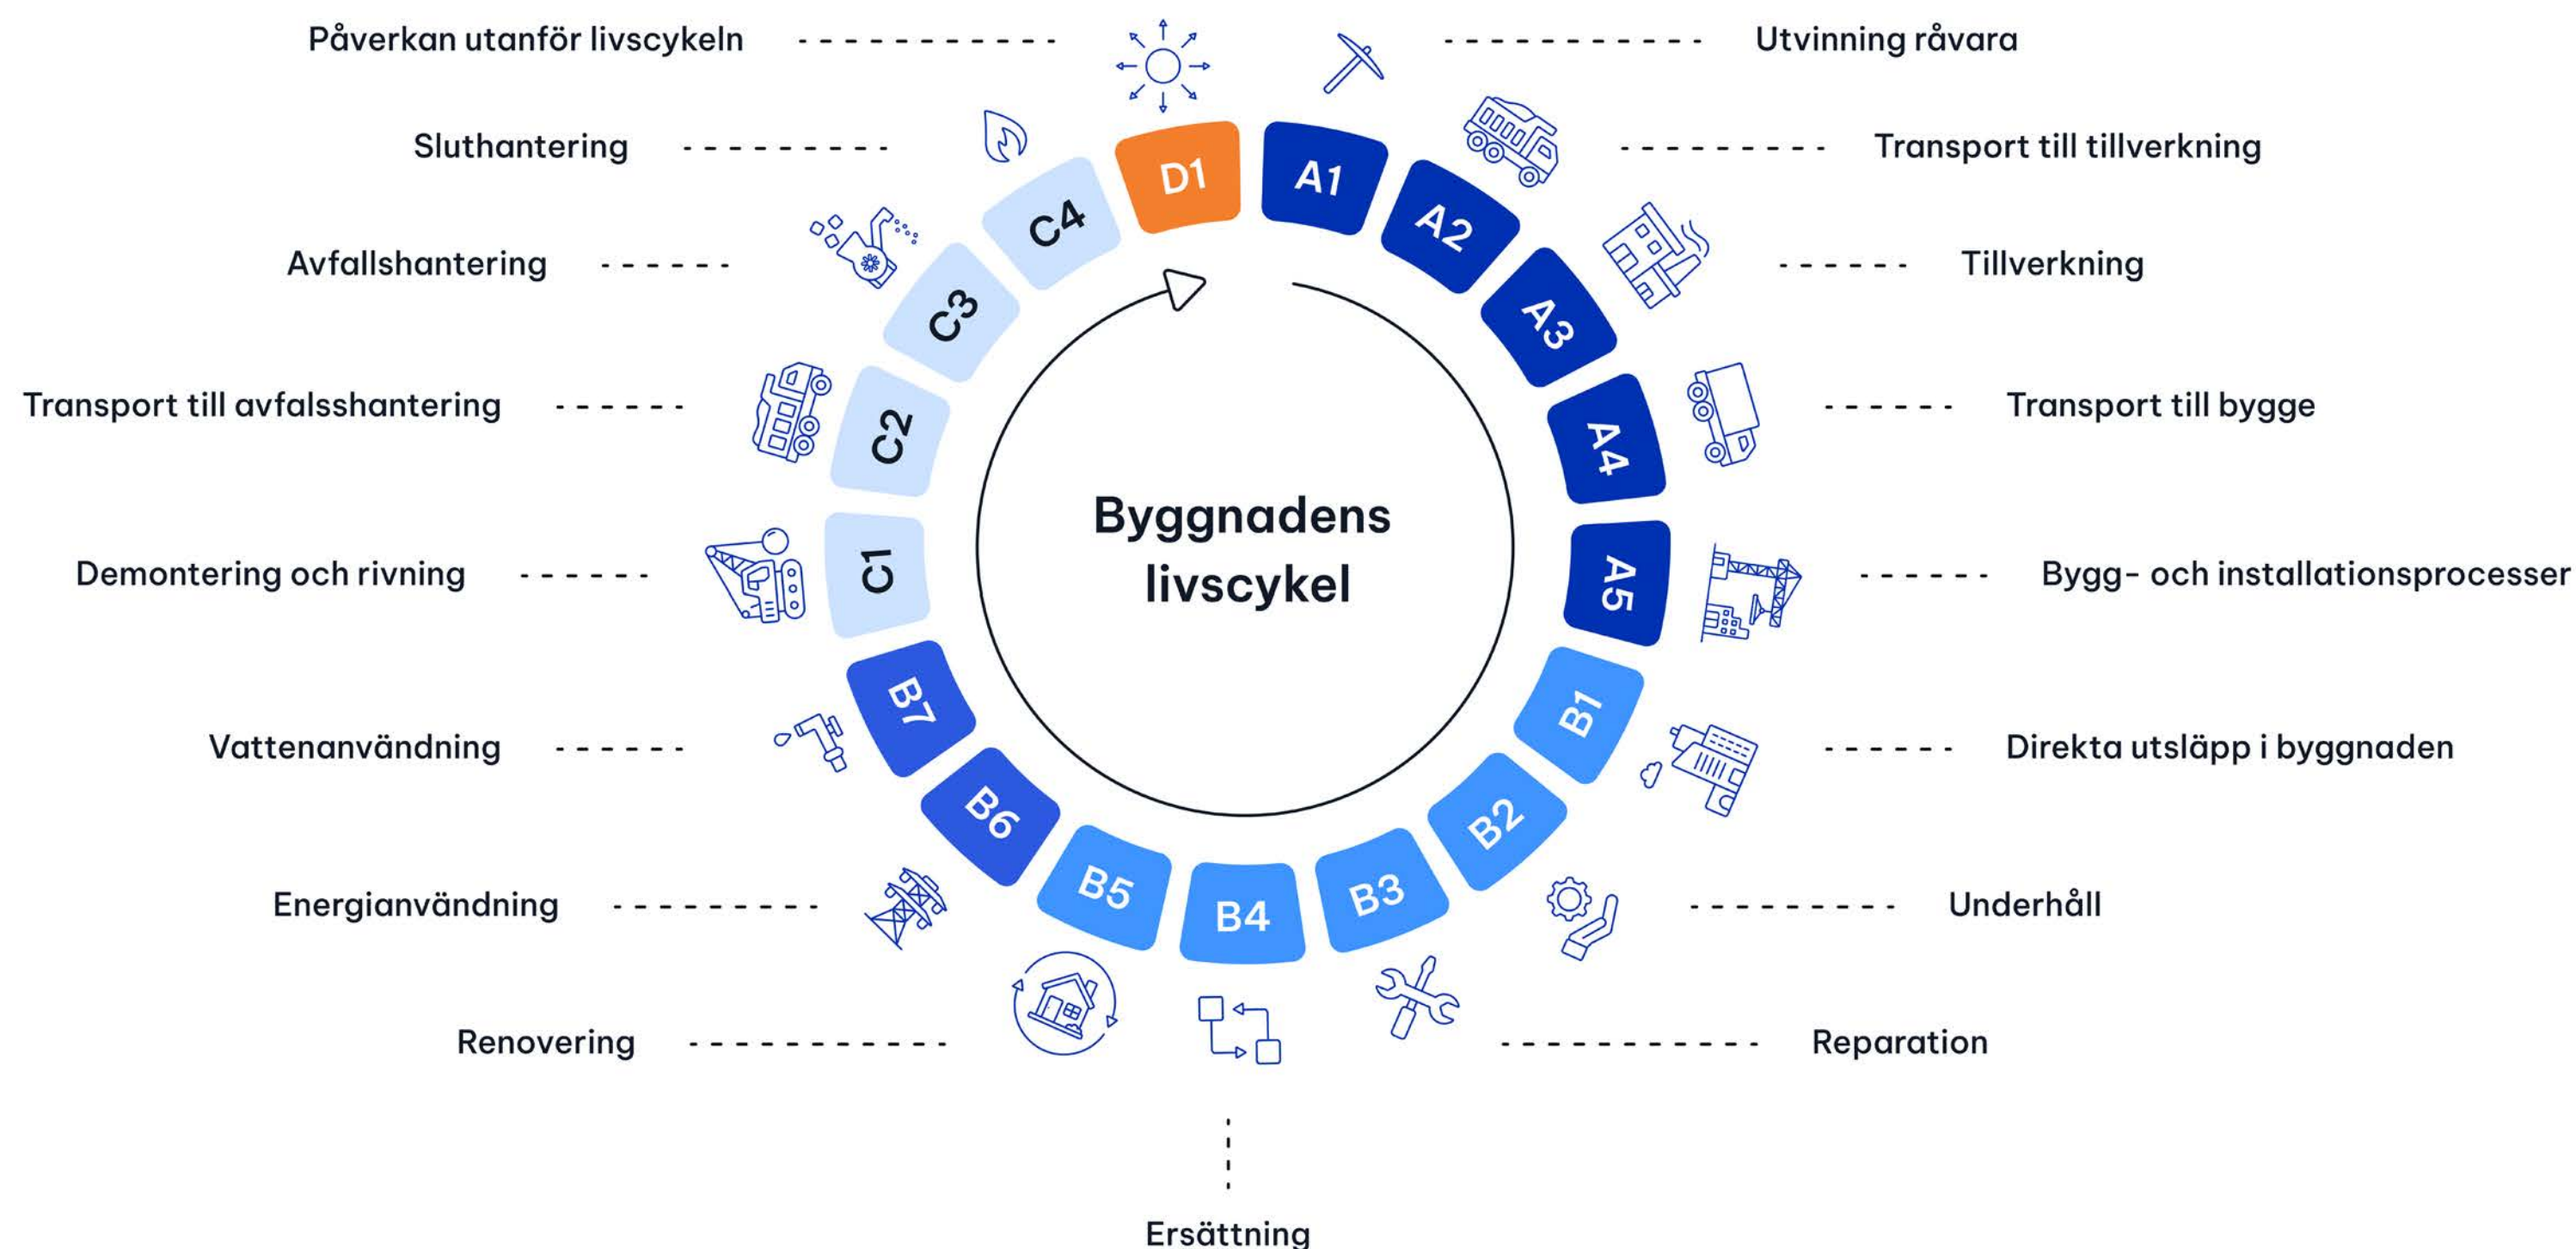 Påverkan utanför livscykeln
Utvinning råvara
Sluthantering
Transport till tillverkning
Avfallshantering
Tillverkning
Transport till avfalsshantering
Transport till bygge
Demontering och rivning
Bygg- och installationsprocesser
Vattenanvändning
Direkta utsläpp i byggnaden
Energianvändning
Underhåll
Renovering
Reparation
Ersättning
D1
A1
A2
A3
A4
A5
B1
B2
B3
B4
B5
B6
B7
C1
C2
C3
C4
Byggnadens
livscykel